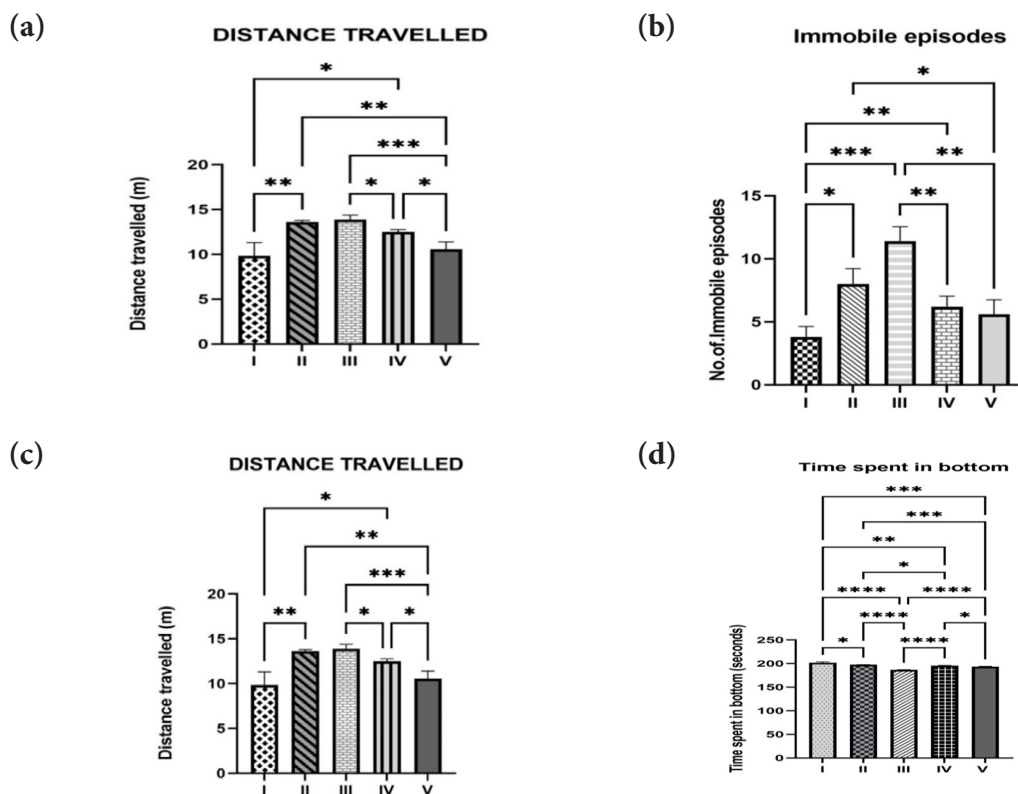 (a)
DISTANCE TRAVELLED
*
**
***
** * *
Distance travelled (m)
20
15
10
5
0
I II III IV V
(b)
Immobile episodes
*
**
*** **
* **
No.of.Immobile episodes
15
10
5
0
I II III IV V
(c)
DISTANCE TRAVELLED
*
**
***
** * *
Distance travelled (m)
20
15
10
5
0
I II III IV V
(d)
Time spent in bottom
***
***
**
*
**** ****
**** *
* ****
Time spent in bottom (seconds)
250
200
150
100
50
0
I II III IV V